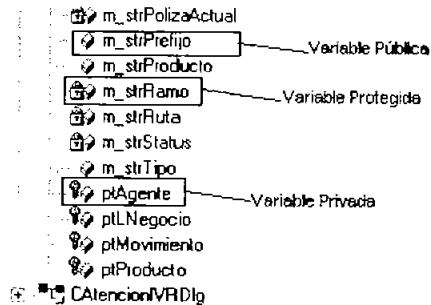 m_strPolizaActual
m_strPrefijo
Variable Pública
m_strProducto
m_strRamo
Variable Protegida
m_strRuta
m_strStatus
m_strTipo
ptAgente
Variable Privada
ptLNegocio
ptMovimiento
ptProducto
CAtencionIVRDlg